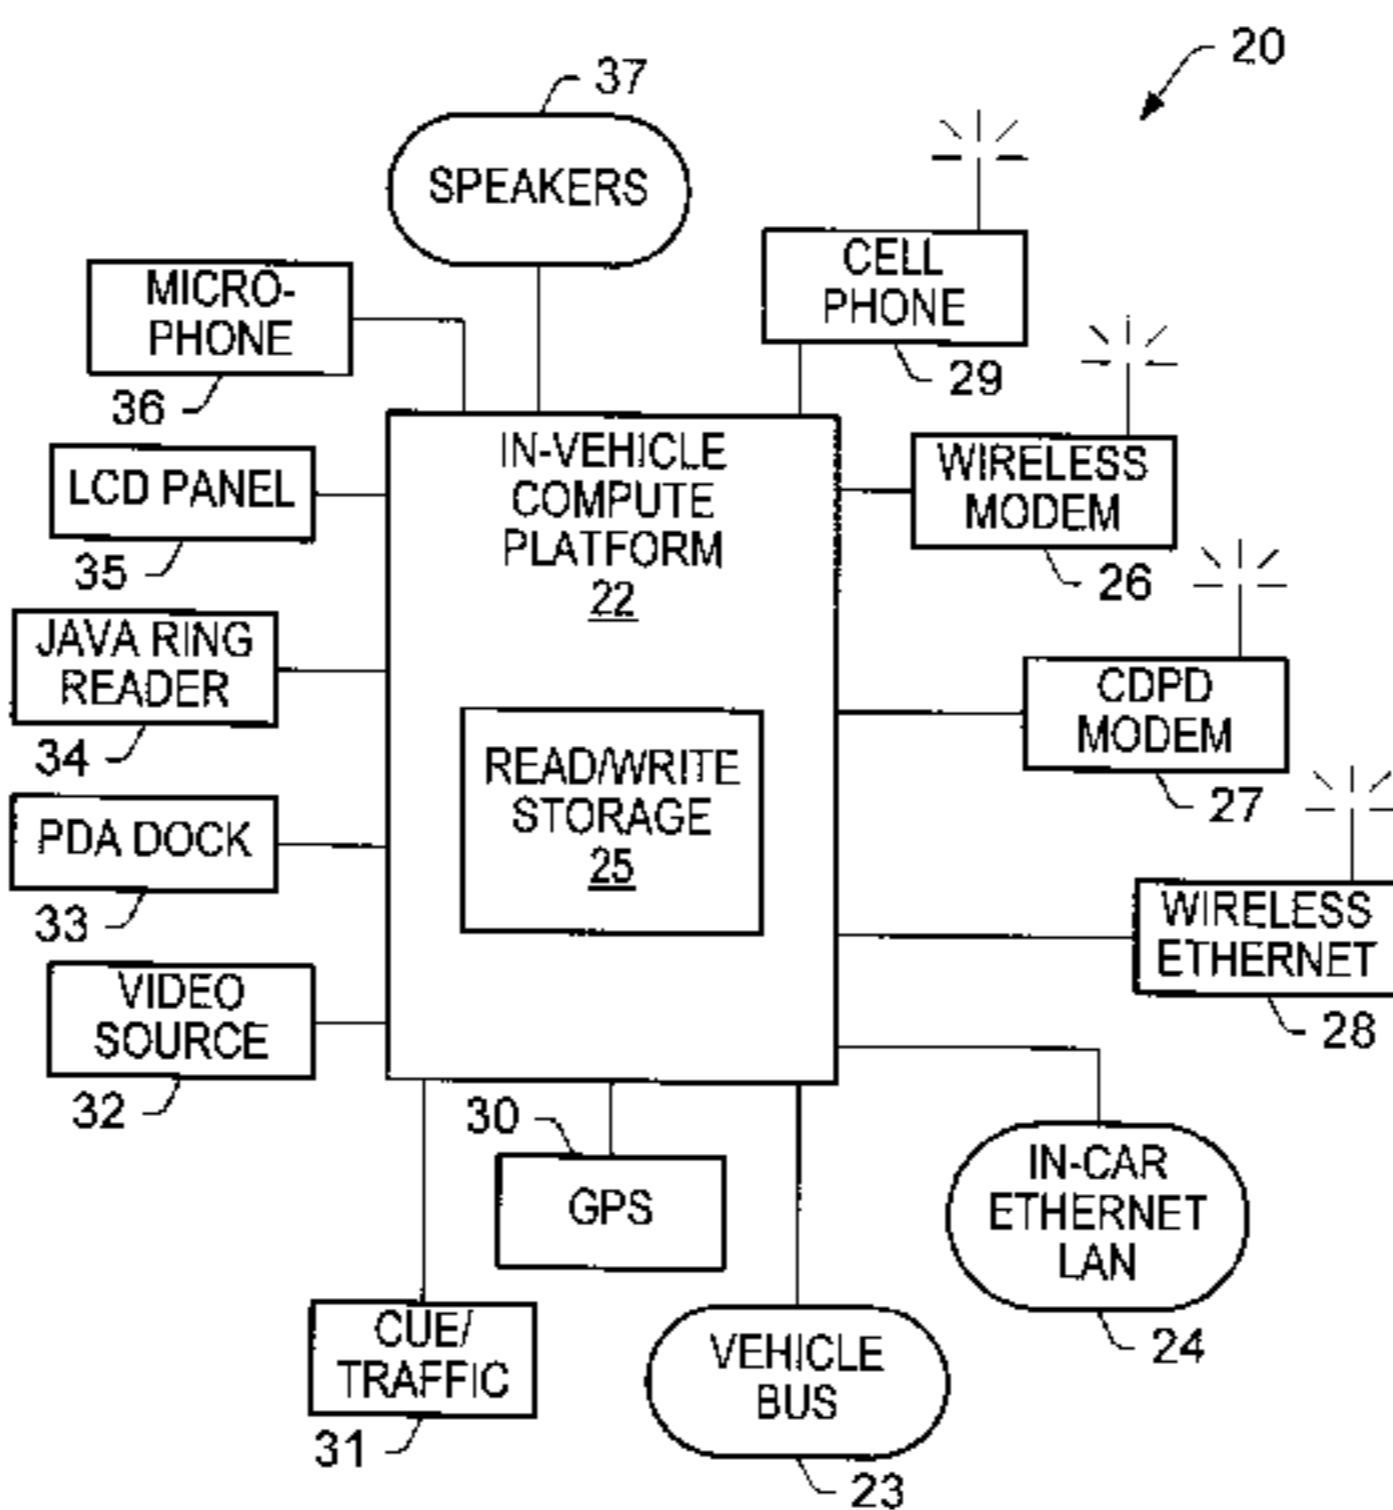 20
37
SPEAKERS
CELL
PHONE
29
MICRO-
PHONE
36
IN-VEHICLE
COMPUTE
PLATFORM
22
WIRELESS
MODEM
26
LCD PANEL
35
JAVA RING
READER
34
CDPD
MODEM
27
READ/WRITE
STORAGE
25
PDA DOCK
33
WIRELESS
ETHERNET
28
VIDEO
SOURCE
32
30
GPS
IN-CAR
ETHERNET
LAN
24
CUE/
TRAFFIC
31
VEHICLE
BUS
23